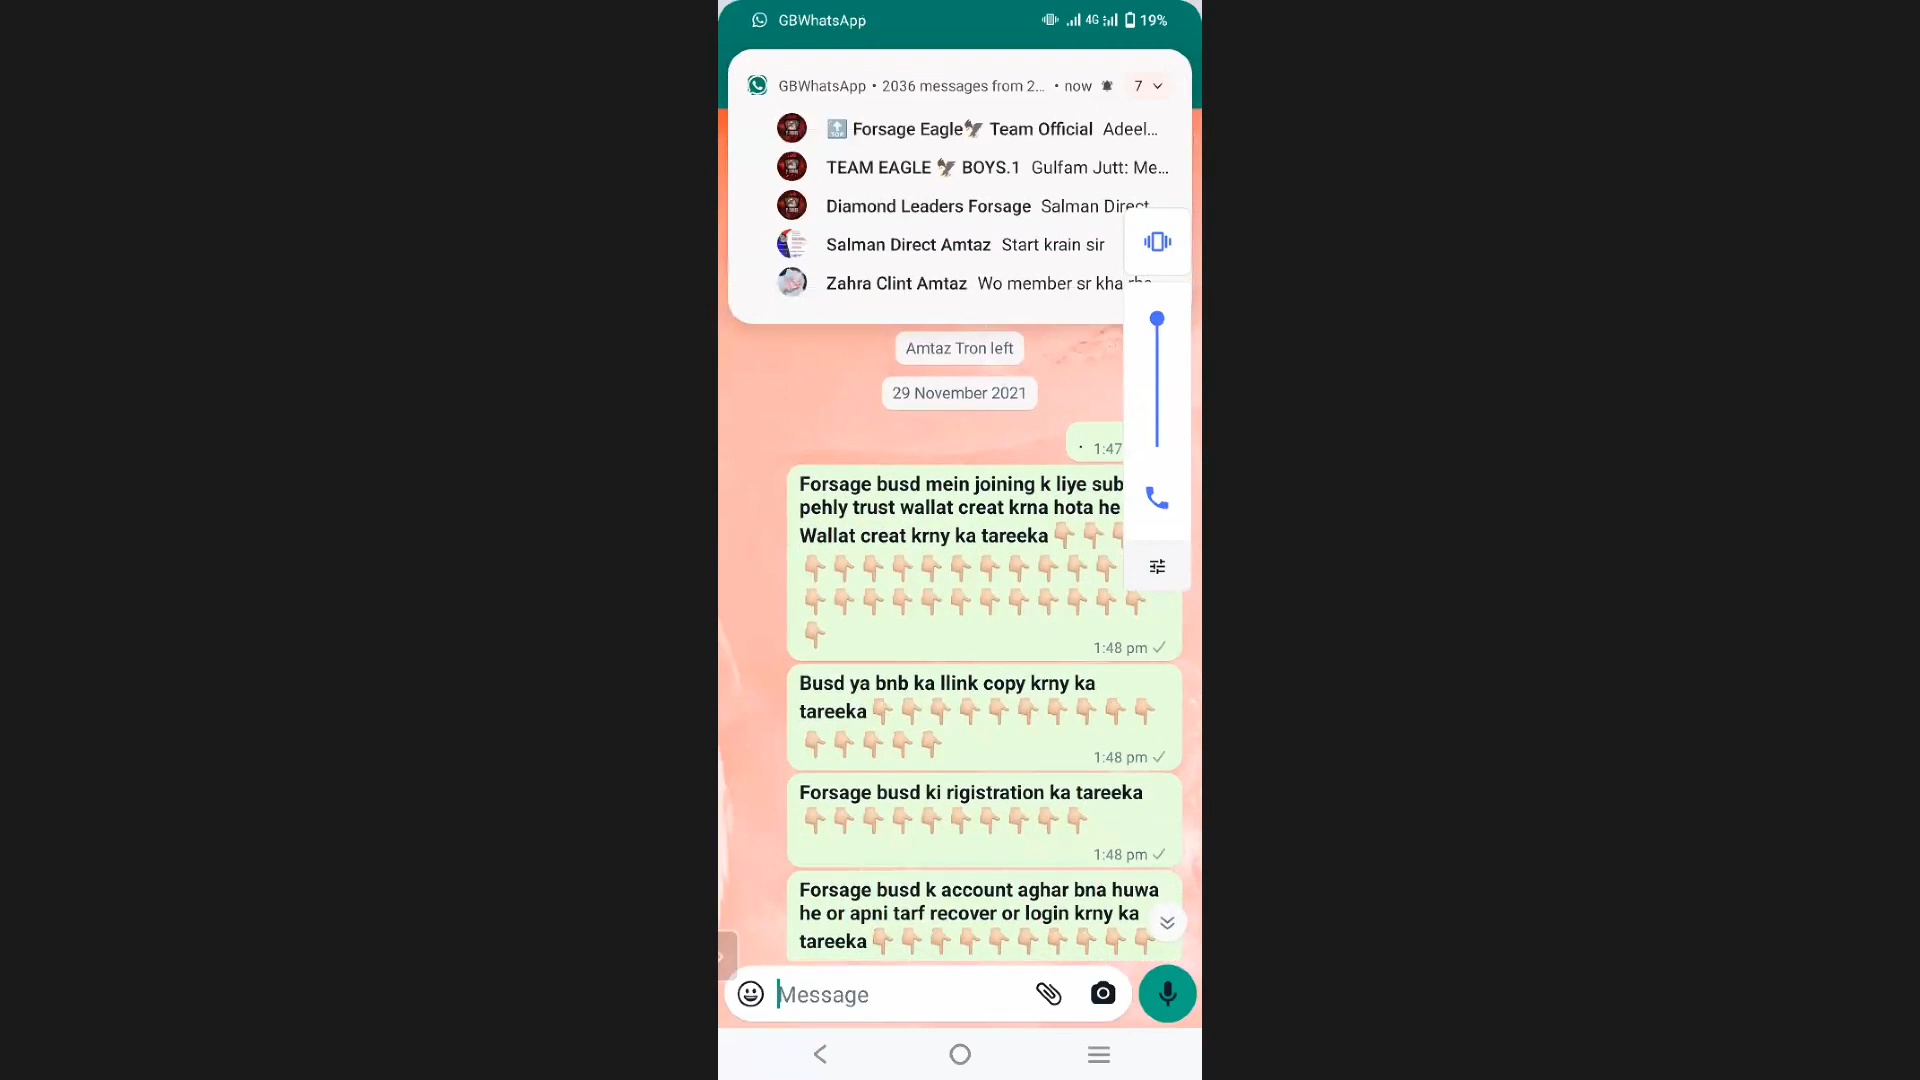 GBWhatsApp 4G 19%
GBWhatsApp • 2036 messages from 2... • now 7
TOP Forsage Eagle🦅 Team Official Adeel...
TEAM EAGLE 🦅 BOYS.1 Gulfam Jutt: Me...
Diamond Leaders Forsage Salman Direct
Salman Direct Amtaz Start krain sir
Zahra Clint Amtaz Wo member sr kha rha
Amtaz Tron left
29 November 2021
. 1:47
Forsage busd mein joining k liye sub
pehly trust wallat creat krna hota he
Wallat creat krny ka tareeka👇🏻👇🏻👇🏻
👇🏻👇🏻👇🏻👇🏻👇🏻👇🏻👇🏻👇🏻👇🏻👇🏻👇🏻
👇🏻👇🏻👇🏻👇🏻👇🏻👇🏻👇🏻👇🏻👇🏻👇🏻👇🏻👇🏻
👇🏻
1:48 pm
Busd ya bnb ka llink copy krny ka
tareeka👇🏻👇🏻👇🏻👇🏻👇🏻👇🏻👇🏻👇🏻👇🏻👇🏻
👇🏻👇🏻👇🏻👇🏻👇🏻
1:48 pm
Forsage busd ki rigistration ka tareeka
👇🏻👇🏻👇🏻👇🏻👇🏻👇🏻👇🏻👇🏻👇🏻👇🏻
1:48 pm
Forsage busd k account aghar bna huwa
he or apni tarf recover or login krny ka
tareeka👇🏻👇🏻👇🏻👇🏻👇🏻👇🏻👇🏻👇🏻👇🏻👇🏻
Message